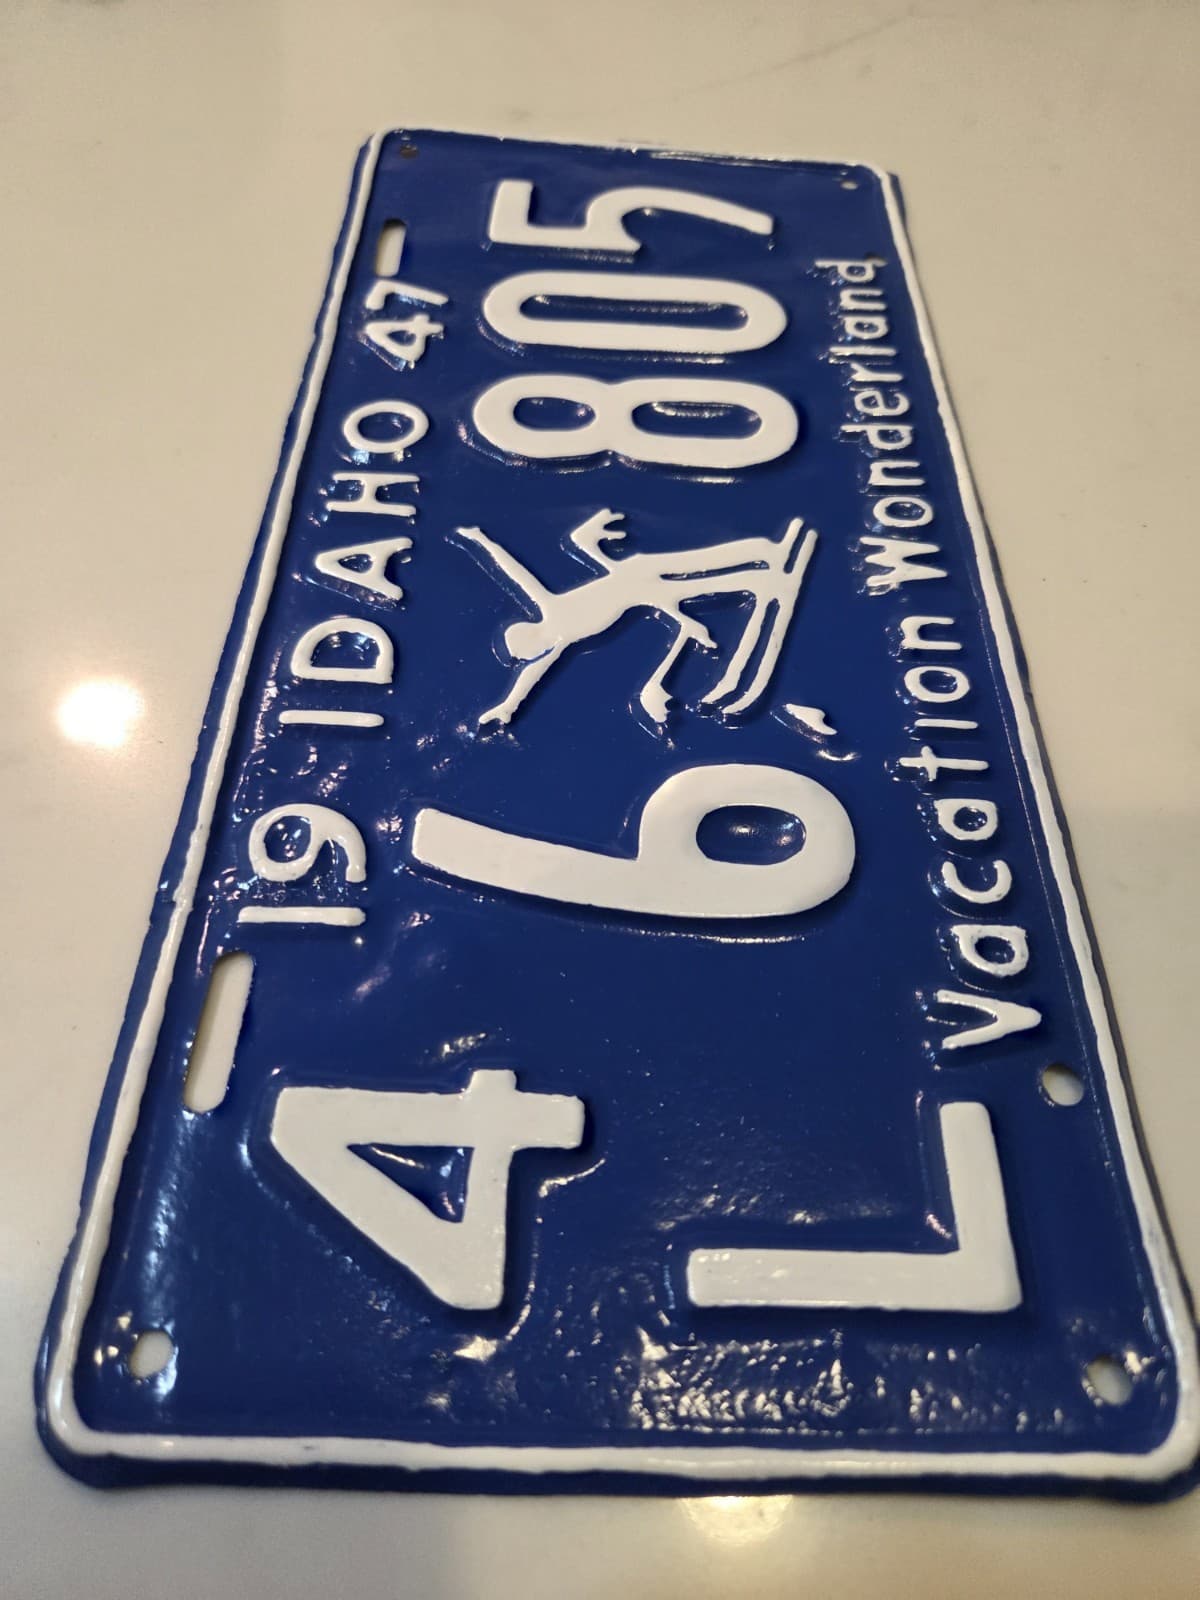 19 IDAHO 47
4L 6,805
Vacation Wonderland